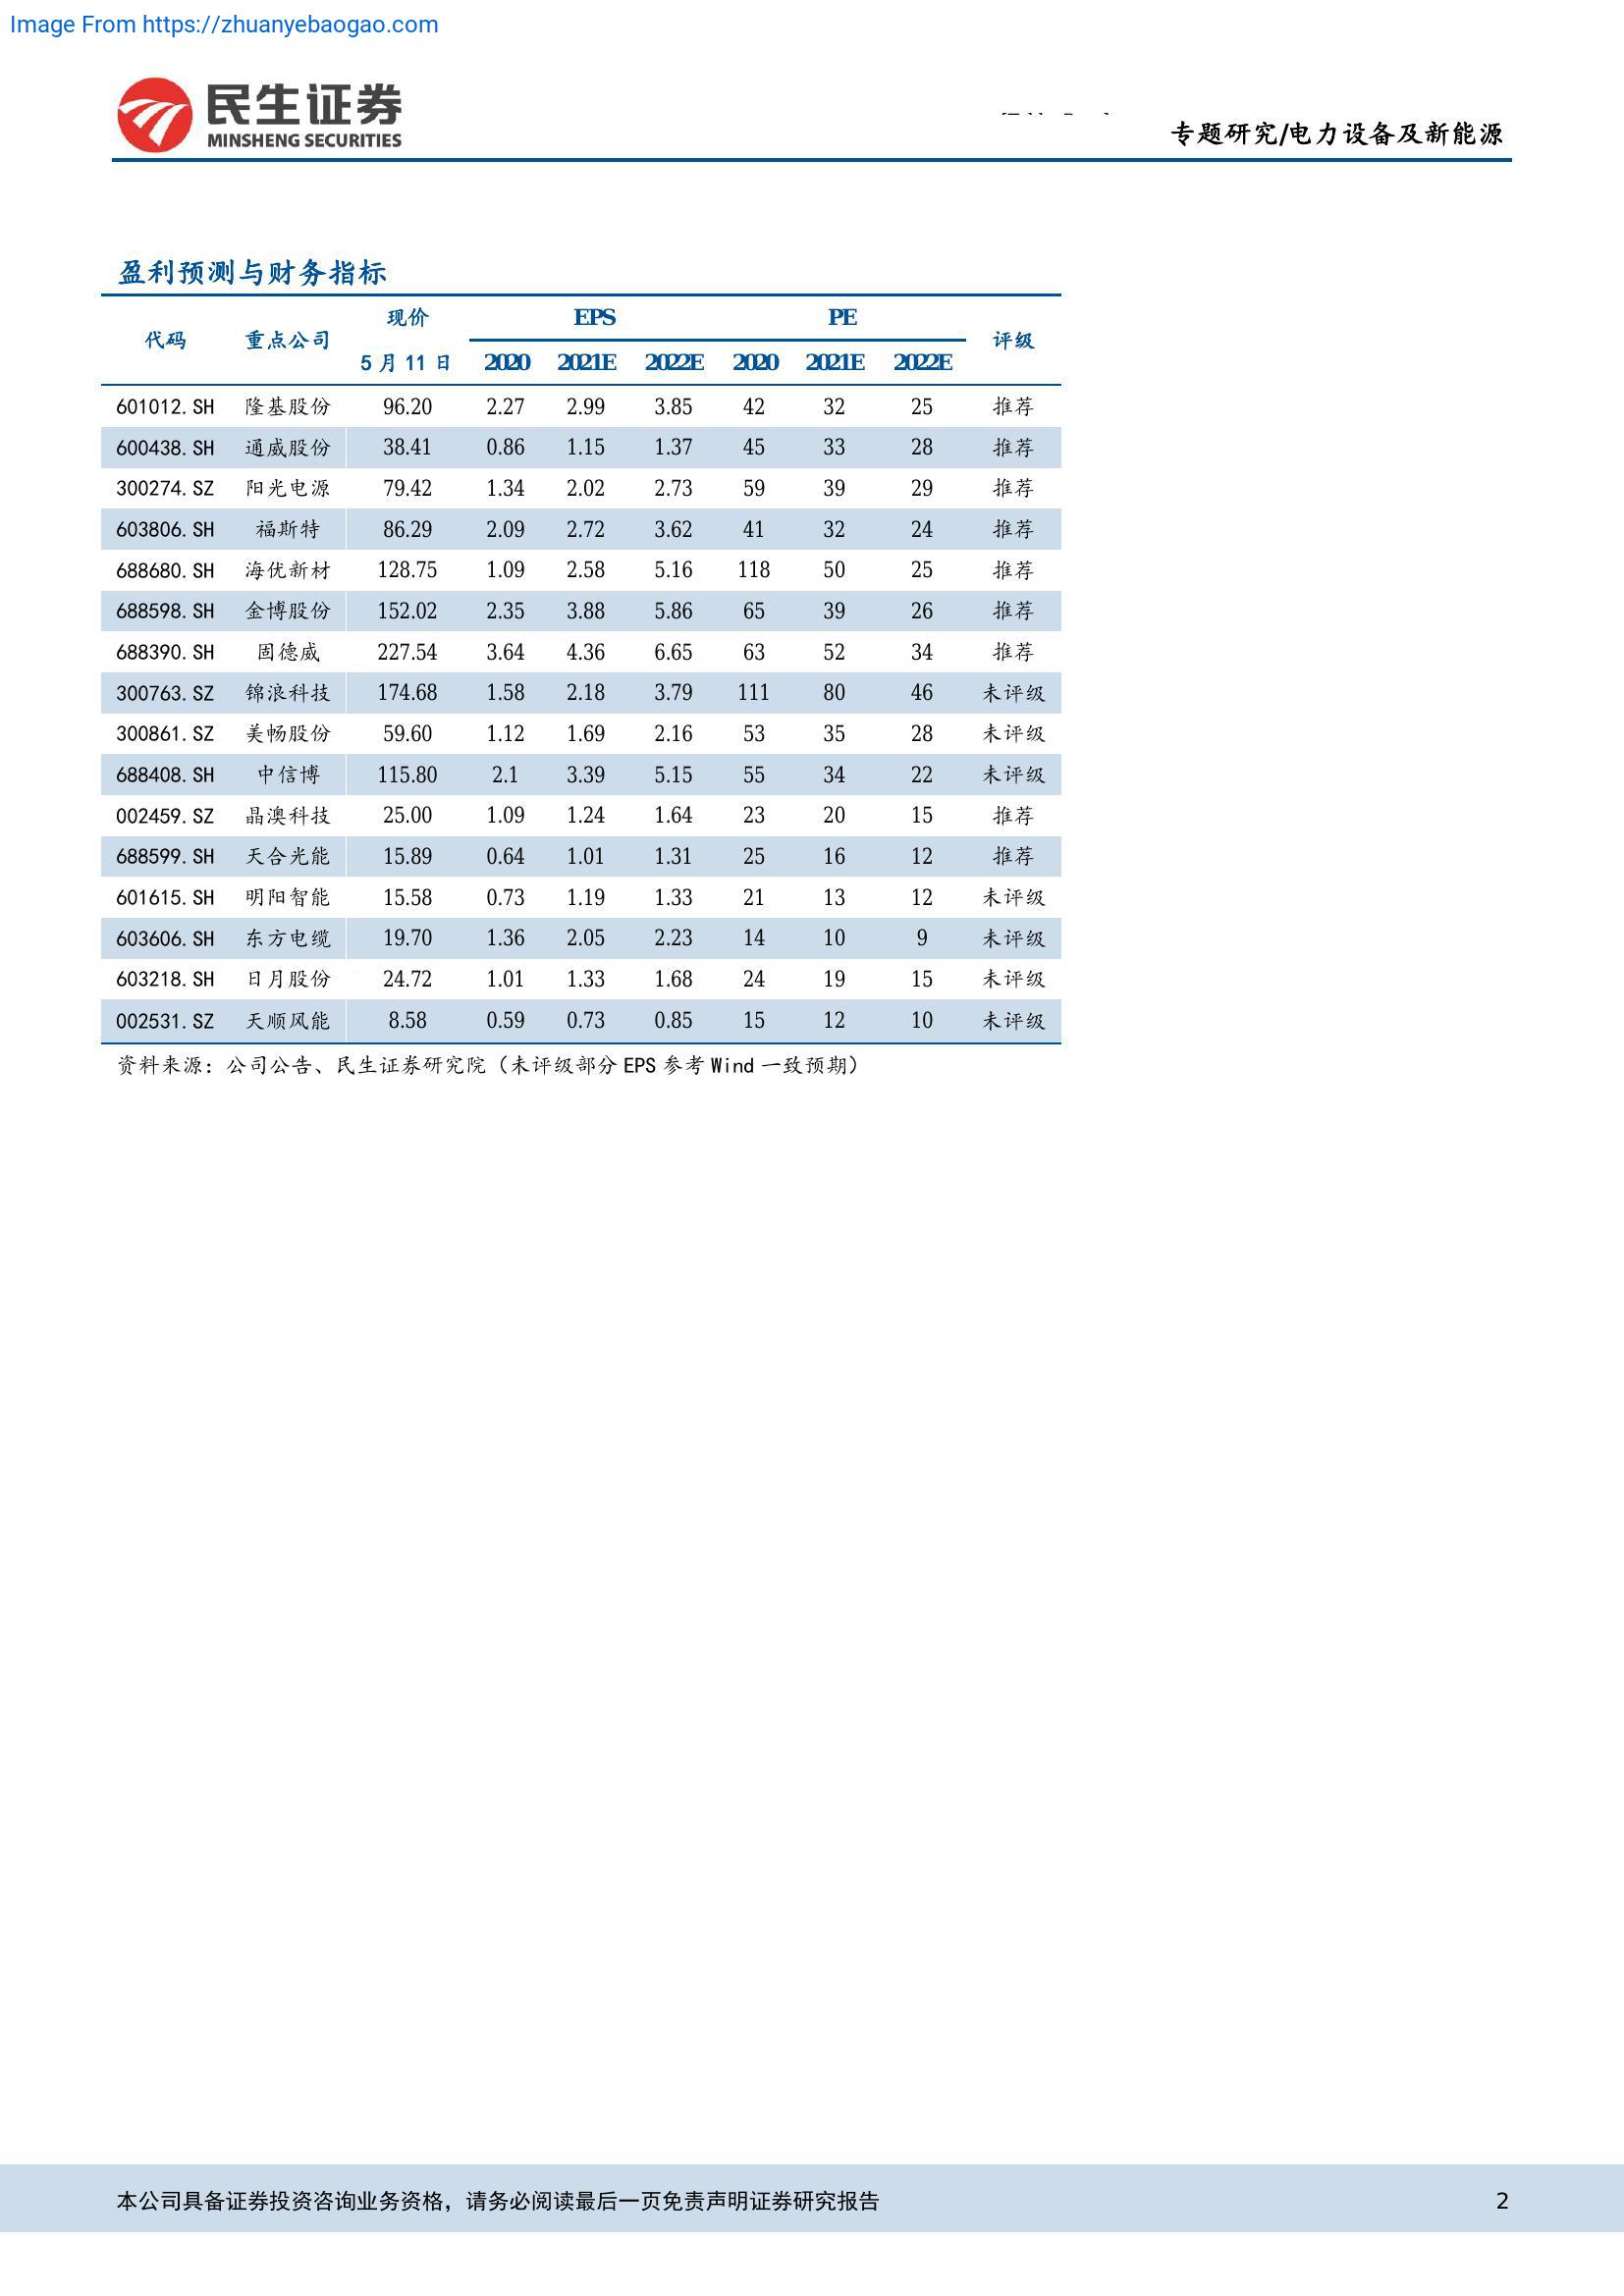 Image From https://zhuanyebaogao.com
民生证券
MINSHENG SECURITIES
专题研究/电力设备及新能源
盈利预测与财务指标
代码 重点公司 现价 EPS PE 评级
5 月 11 日 2020 2021E 2022E 2020 2021E 2022E
601012.SH 隆基股份 96.20 2.27 2.99 3.85 42 32 25 推荐
600438.SH 通威股份 38.41 0.86 1.15 1.37 45 33 28 推荐
300274.SZ 阳光电源 79.42 1.34 2.02 2.73 59 39 29 推荐
603806.SH 福斯特 86.29 2.09 2.72 3.62 41 32 24 推荐
688680.SH 海优新材 128.75 1.09 2.58 5.16 118 50 25 推荐
688598.SH 金博股份 152.02 2.35 3.88 5.86 65 39 26 推荐
688390.SH 固德威 227.54 3.64 4.36 6.65 63 52 34 推荐
300763.SZ 锦浪科技 174.68 1.58 2.18 3.79 111 80 46 未评级
300861.SZ 美畅股份 59.60 1.12 1.69 2.16 53 35 28 未评级
688408.SH 中信博 115.80 2.1 3.39 5.15 55 34 22 未评级
002459.SZ 晶澳科技 25.00 1.09 1.24 1.64 23 20 15 推荐
688599.SH 天合光能 15.89 0.64 1.01 1.31 25 16 12 推荐
601615.SH 明阳智能 15.58 0.73 1.19 1.33 21 13 12 未评级
603606.SH 东方电缆 19.70 1.36 2.05 2.23 14 10 9 未评级
603218.SH 日月股份 24.72 1.01 1.33 1.68 24 19 15 未评级
002531.SZ 天顺风能 8.58 0.59 0.73 0.85 15 12 10 未评级
资料来源：公司公告、民生证券研究院（未评级部分 EPS 参考 Wind 一致预期）
本公司具备证券投资咨询业务资格，请务必阅读最后一页免责声明证券研究报告 2